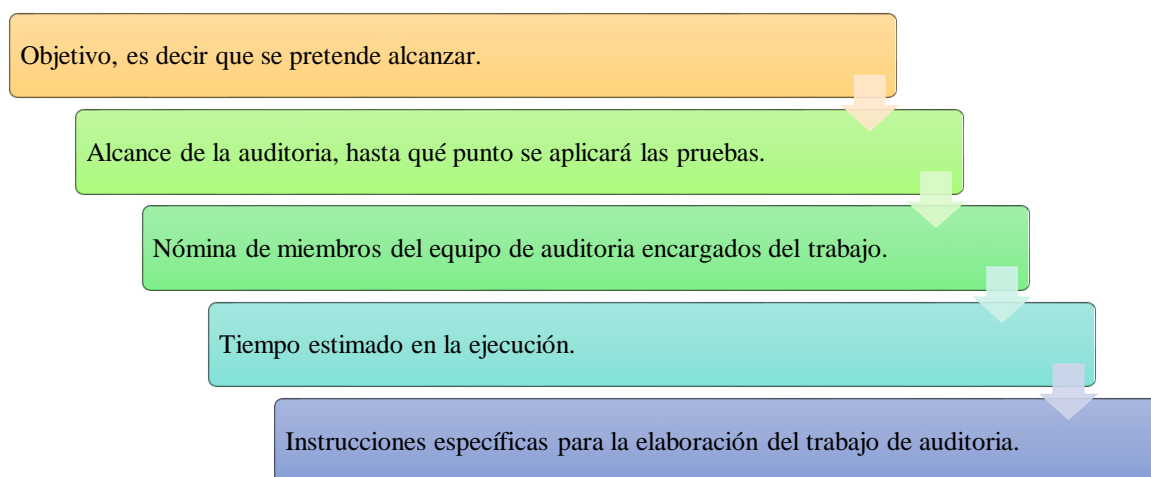 Objetivo, es decir que se pretende alcanzar.
Alcance de la auditoria, hasta qué punto se aplicará las pruebas.
Nómina de miembros del equipo de auditoria encargados del trabajo.
Tiempo estimado en la ejecución.
Instrucciones específicas para la elaboración del trabajo de auditoria.